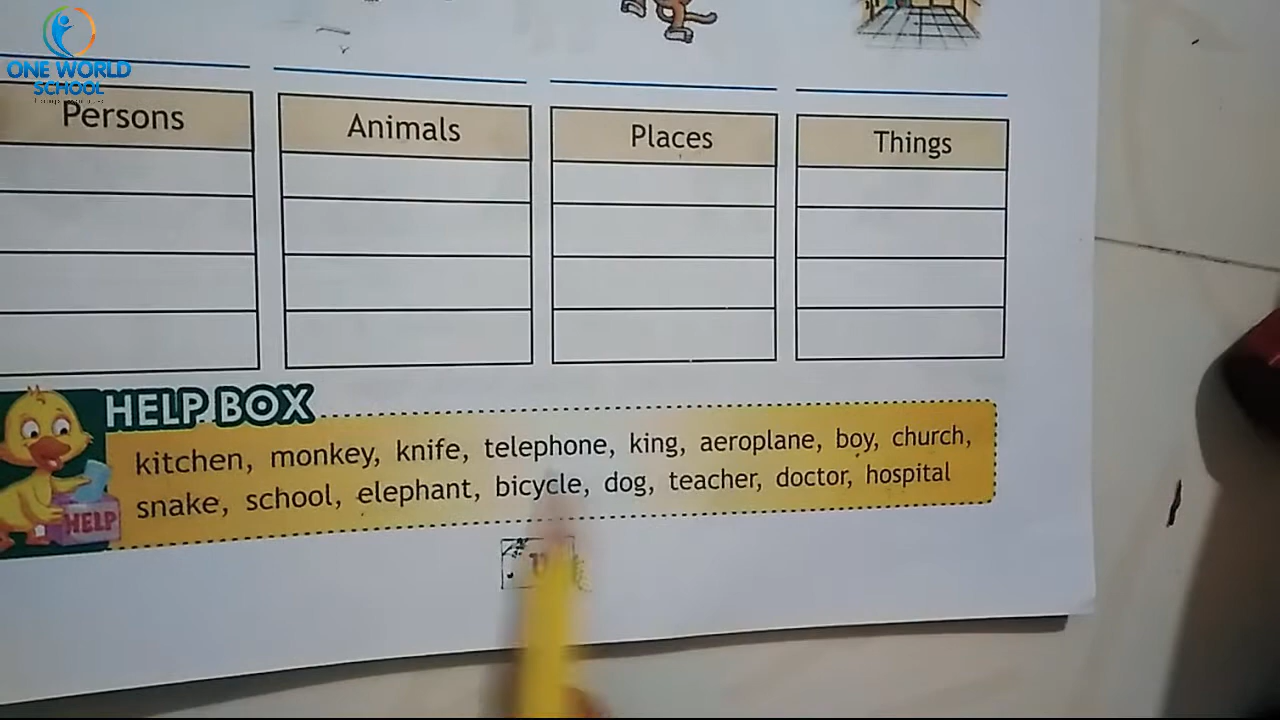 ONE WORLD
SCHOOL
Persons
Animals
Places
Things
HELP BOX
kitchen, monkey, knife, telephone, king, aeroplane, boy, church,
snake, school, elephant, bicycle, dog, teacher, doctor, hospital
HELP